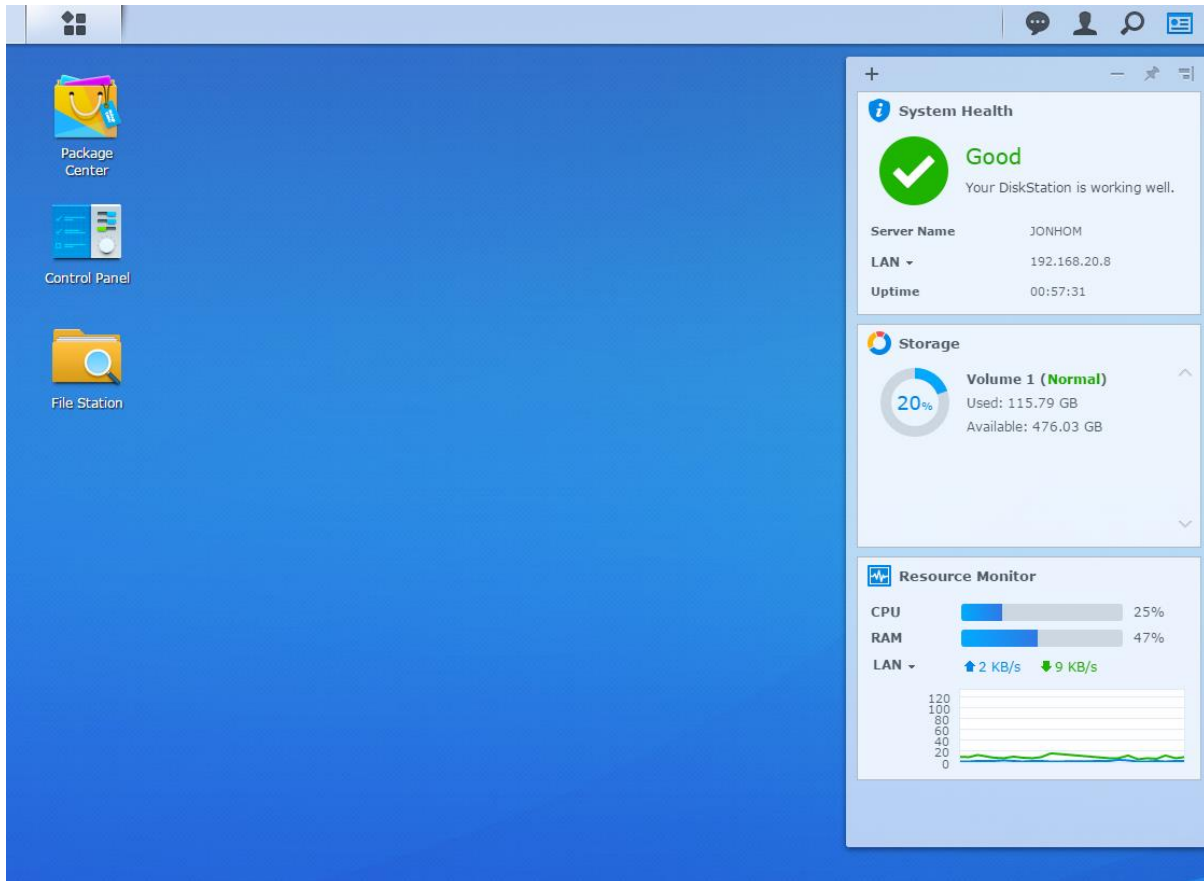 Package
Center
Control Panel
File Station
System Health
Good
Your DiskStation is working well.
Server Name JONHOM
LAN 192.168.20.8
Uptime 00:57:31
Storage
20%
Volume 1 (Normal)
Used: 115.79 GB
Available: 476.03 GB
Resource Monitor
CPU 25%
RAM 47%
LAN 2 KB/s 9 KB/s
120
100
80
60
40
20
0